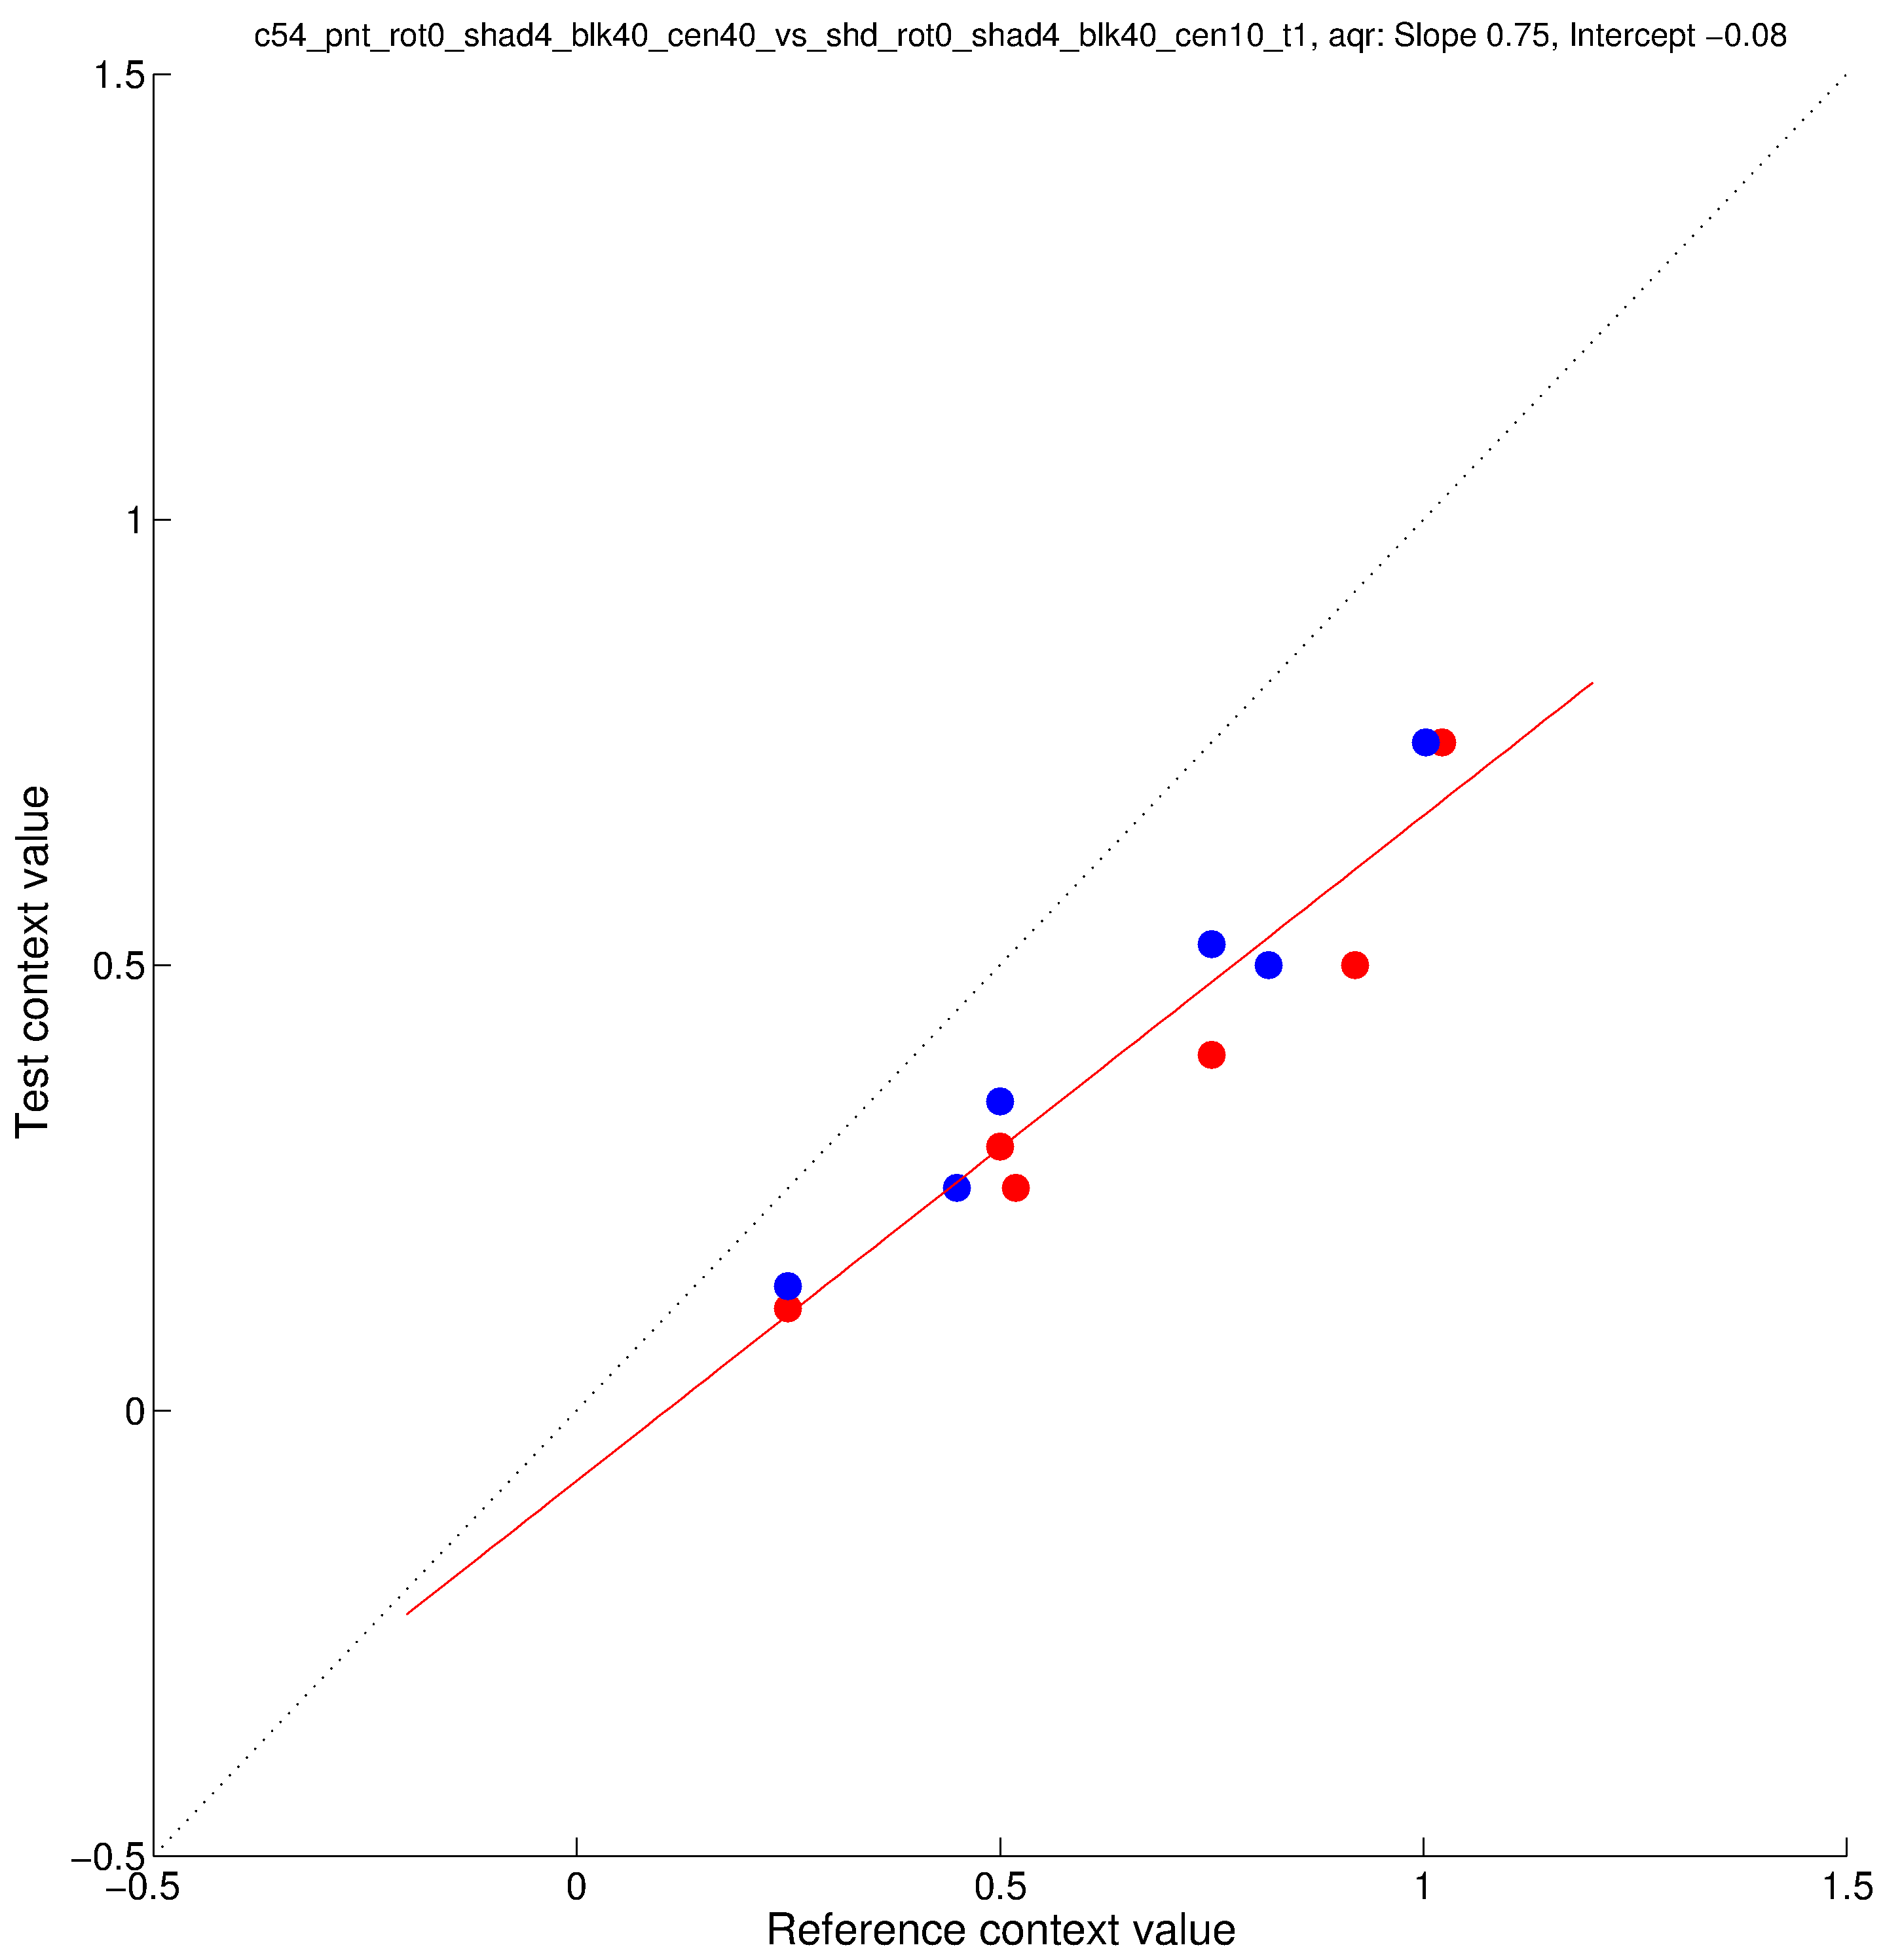 c54_pnt_rot0_shad4_blk40_cen40_vs_shd_rot0_shad4_blk40_cen10_t1, aqr: Slope 0.75, Intercept −0.08
1.5
1
0.5
0
−0.5
Test context value
−0.5 0 0.5 1 1.5
Reference context value